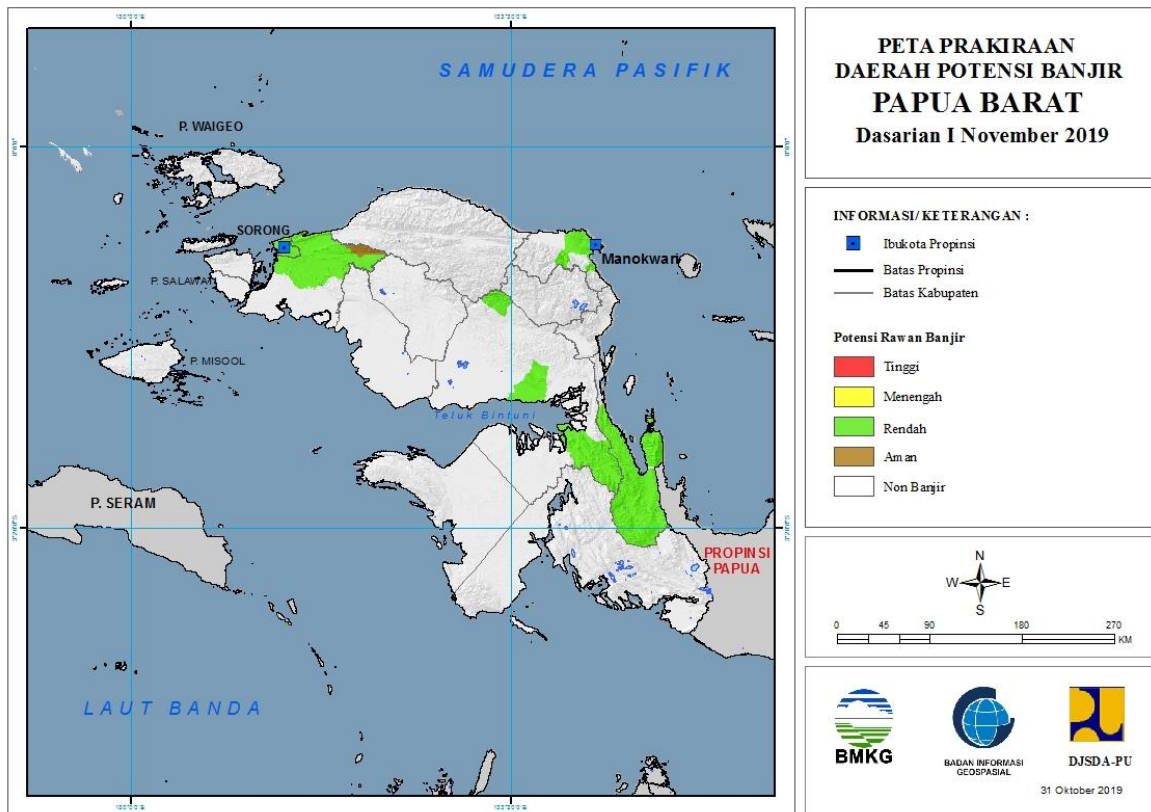 SAMUDERA PASIFIK
P. WAIGEO
SORONG
Manokwari
P. SALAWATI
P. MISOOL
Teluk Bintuni
P. SERAM
PROPINSI
PAPUA
LAUT BANDA
PETA PRAKIRAAN
DAERAH POTENSI BANJIR
PAPUA BARAT
Dasarian I November 2019
INFORMASI/ KETERANGAN :
Ibukota Propinsi
Batas Propinsi
Batas Kabupaten
Potensi Rawan Banjir
Tinggi
Menengah
Rendah
Aman
Non Banjir
N
W E
S
0 45 90 180 270
KM
BMKG
BADAN INFORMASI
GEOSPASIAL
DJSDA-PU
31 Oktober 2019